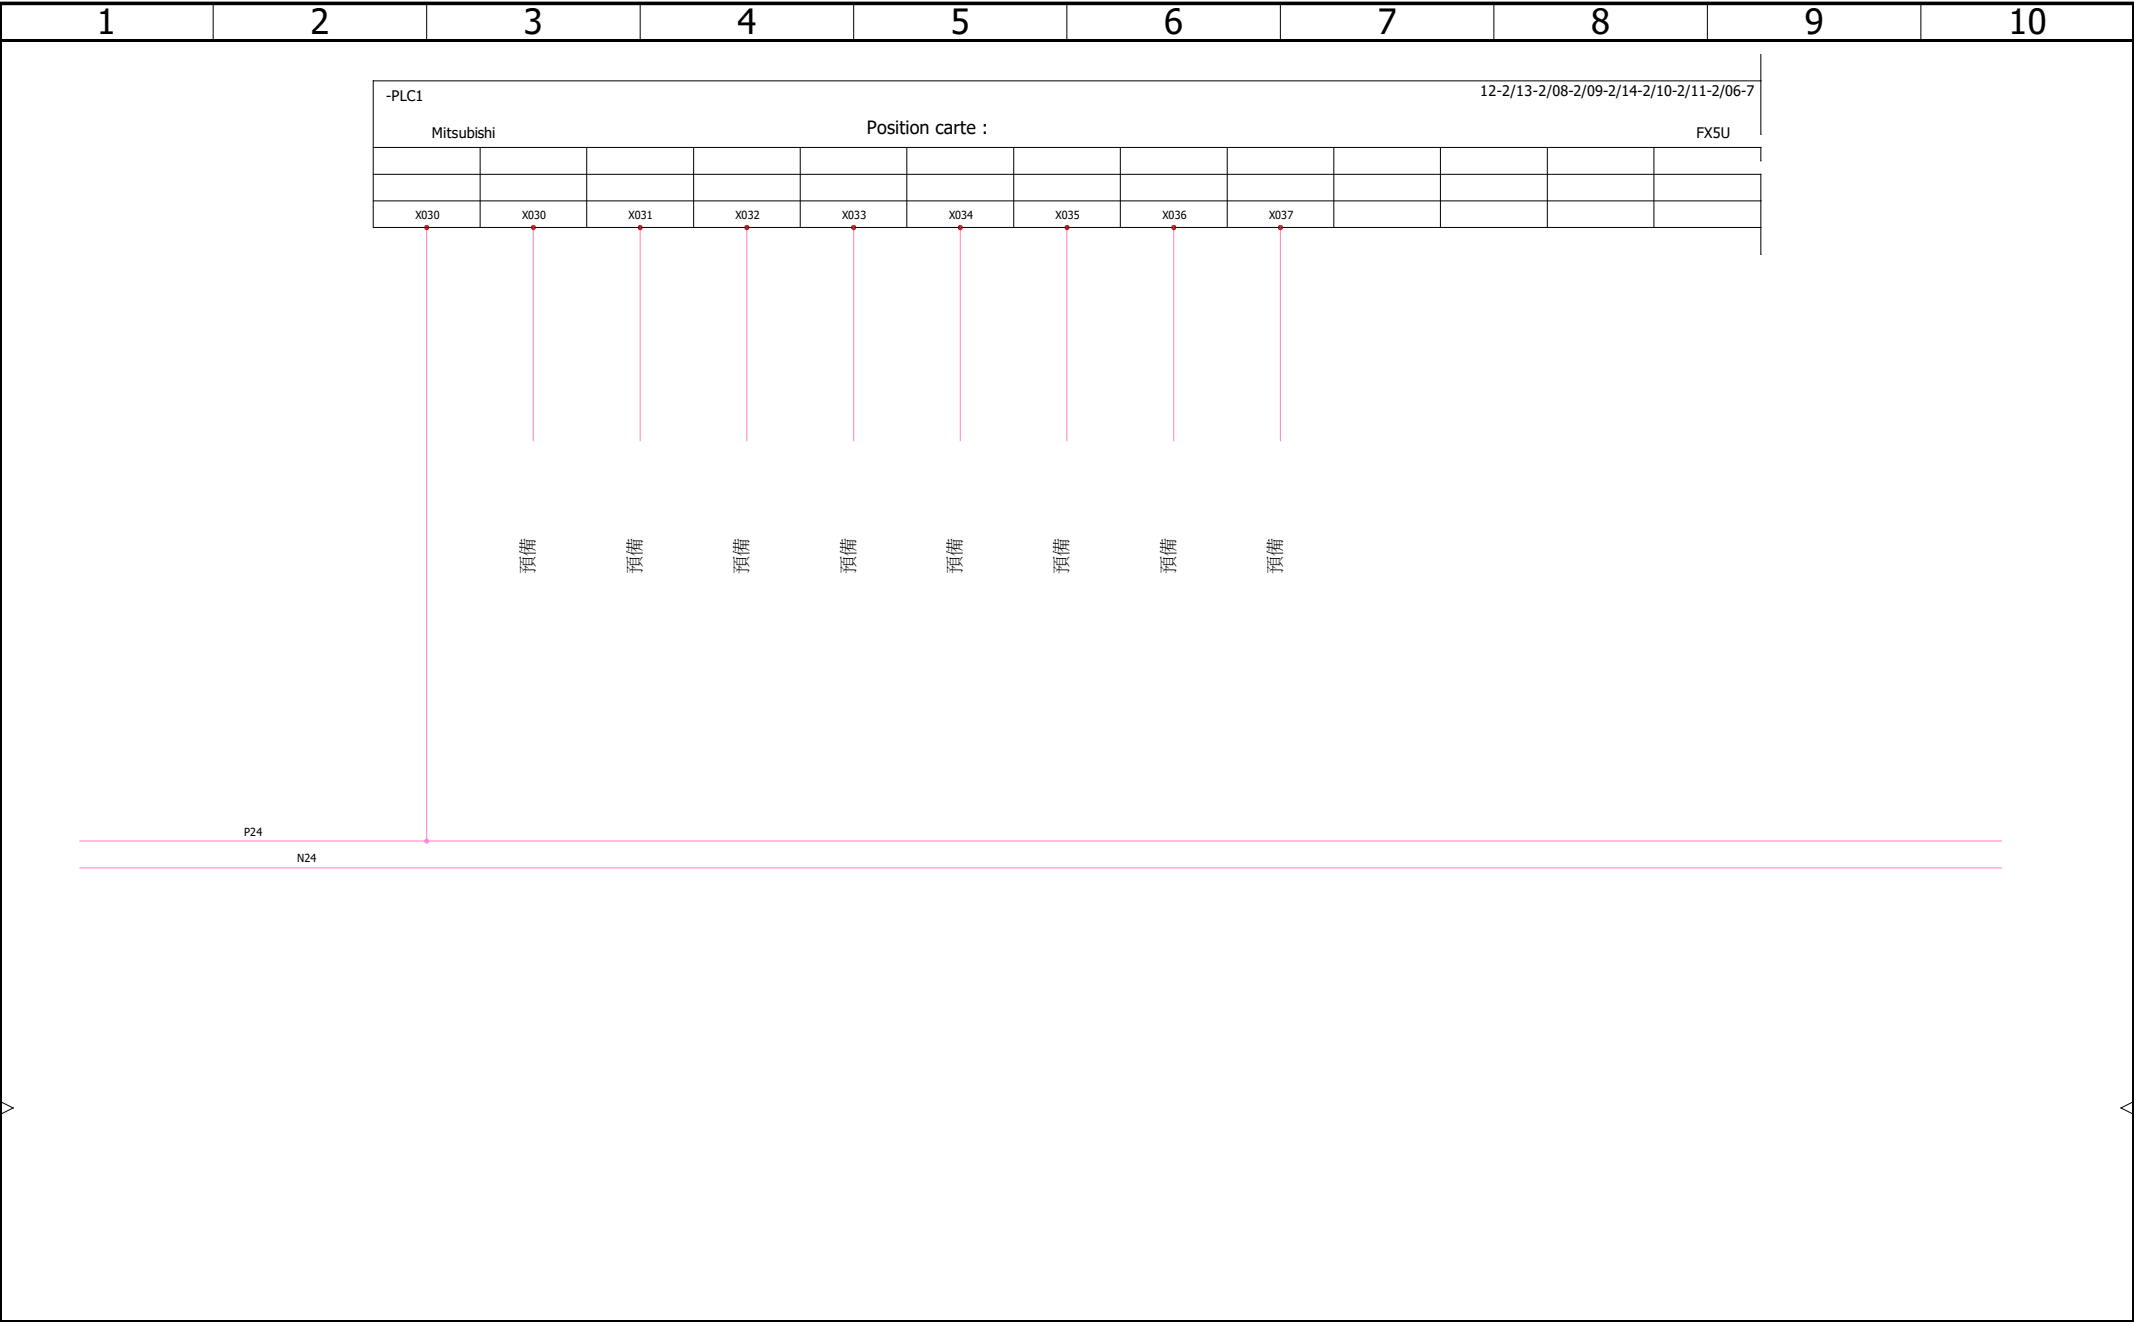 1 2 3 4 5 6 7 8 9 10
-PLC1 12-2/13-2/08-2/09-2/14-2/10-2/11-2/06-7
Mitsubishi Position carte : FX5U
X030 X030 X031 X032 X033 X034 X035 X036 X037
預備 預備 預備 預備 預備 預備 預備 預備
P24
N24